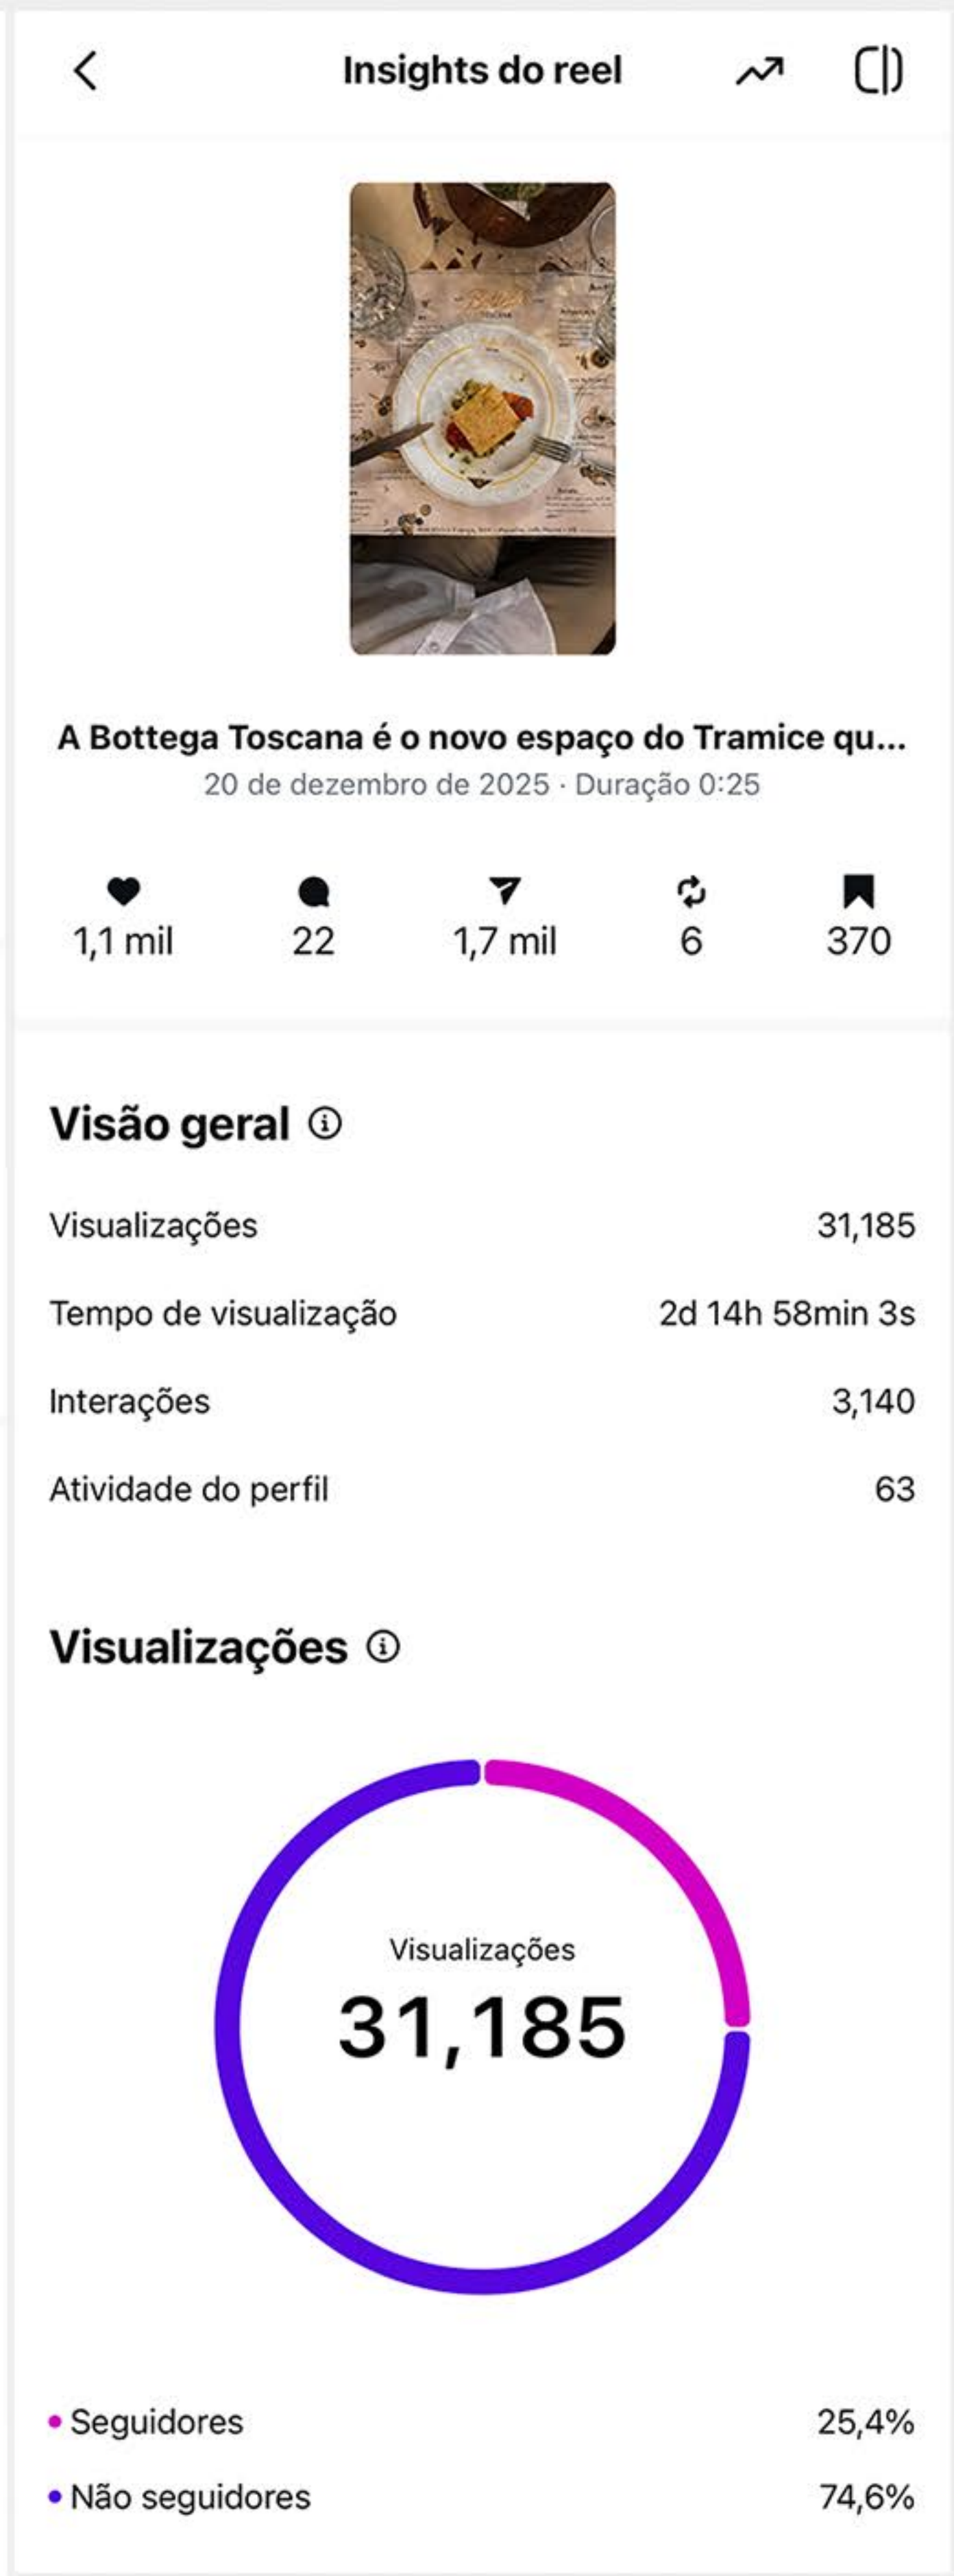 Insights do reel
TOSCANA
A Bottega Toscana é o novo espaço do Tramice qu...
20 de dezembro de 2025 · Duração 0:25
1,1 mil
22
1,7 mil
6
370
Visão geral
Visualizações
31,185
Tempo de visualização
2d 14h 58min 3s
Interações
3,140
Atividade do perfil
63
Visualizações
Visualizações
31,185
Seguidores
25,4%
Não seguidores
74,6%